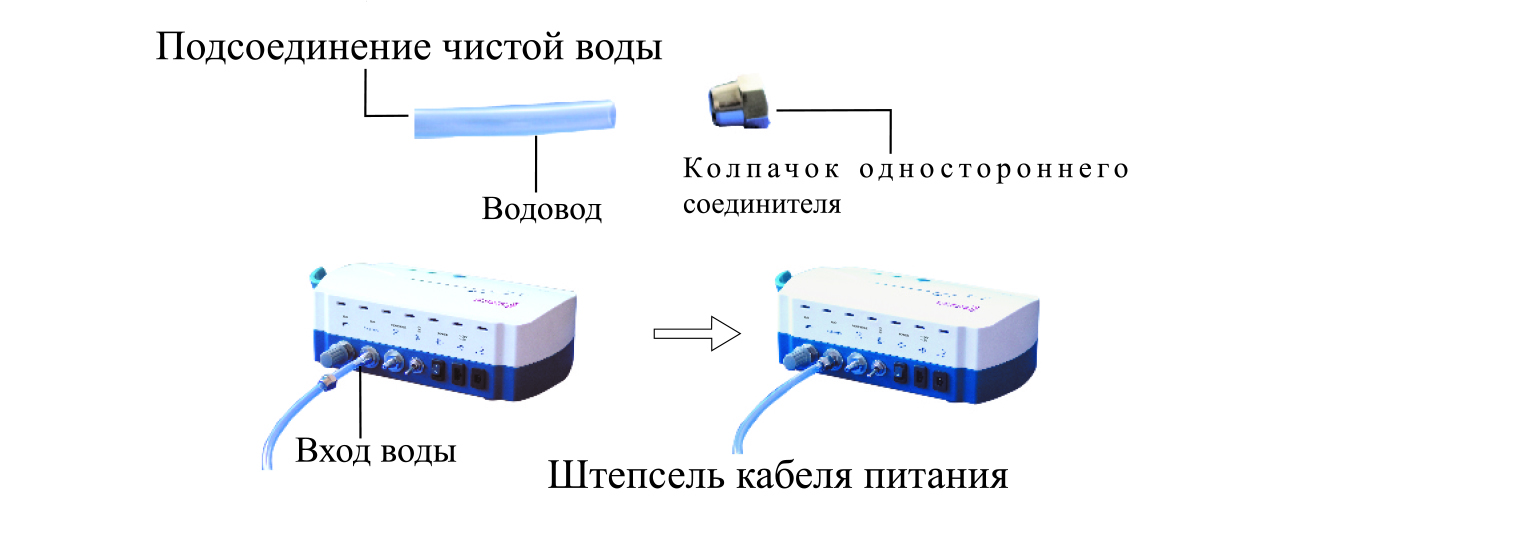 Подсоединение чистой воды
Колпачок одностороннего
соединителя
Водовод
Вход воды
Штепсель кабеля питания